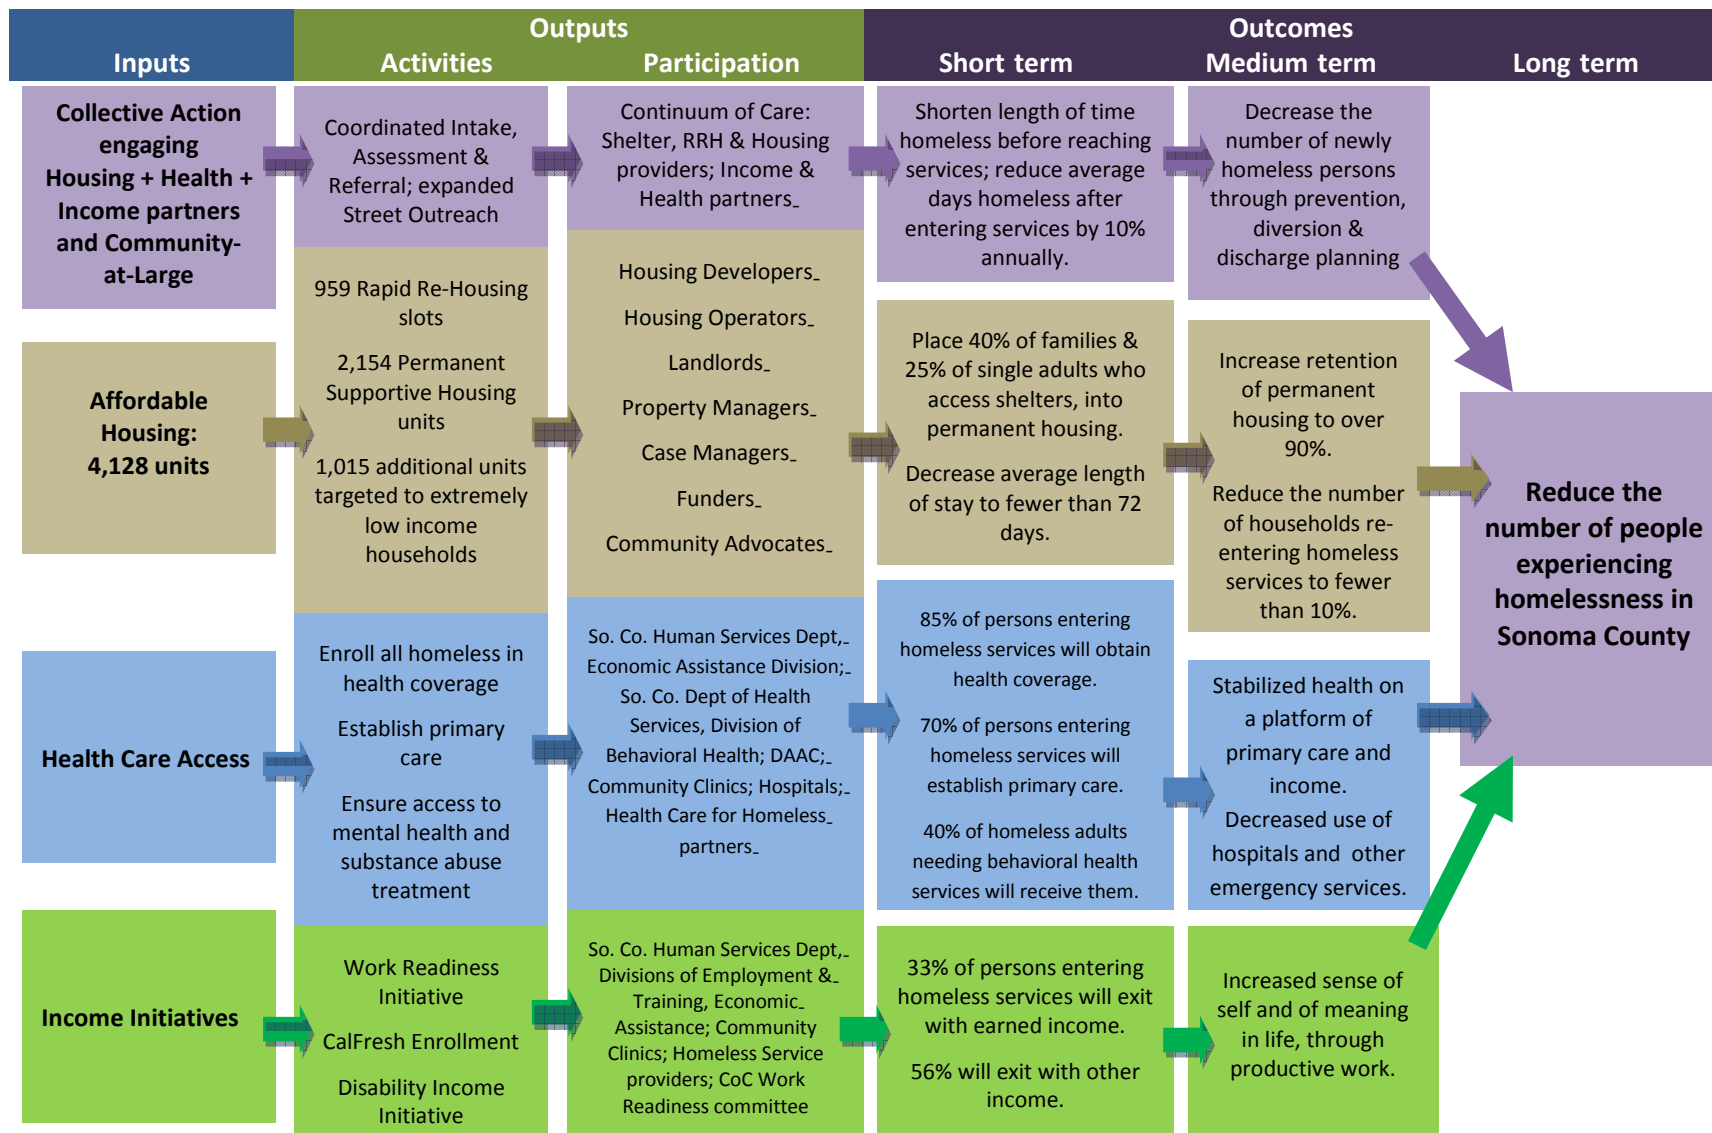 Outputs
Outcomes
Inputs
Activities
Participation
Short term
Medium term
Long term
Collective Action
engaging
Housing + Health +
Income partners
and Community-
at-Large
Coordinated Intake,
Assessment &
Referral; expanded
Street Outreach
Continuum of Care:
Shelter, RRH & Housing
providers; Income &
Health partners
Shorten length of time
homeless before reaching
services; reduce average
days homeless after
entering services by 10%
annually.
Decrease the
number of newly
homeless persons
through prevention,
diversion &
discharge planning
Affordable
Housing:
4,128 units
959 Rapid Re-Housing
slots
2,154 Permanent
Supportive Housing
units
1,015 additional units
targeted to extremely
low income
households
Housing Developers
Housing Operators
Landlords
Property Managers
Case Managers
Funders
Community Advocates
Place 40% of families &
25% of single adults who
access shelters, into
permanent housing.
Decrease average length
of stay to fewer than 72
days.
Increase retention
of permanent
housing to over
90%.
Reduce the number
of households re-
entering homeless
services to fewer
than 10%.
Reduce the
number of people
experiencing
homelessness in
Sonoma County
Health Care Access
Enroll all homeless in
health coverage
Establish primary
care
Ensure access to
mental health and
substance abuse
treatment
So. Co. Human Services Dept,
Economic Assistance Division;
So. Co. Dept of Health
Services, Division of
Behavioral Health; DAAC;
Community Clinics; Hospitals;
Health Care for Homeless
partners
85% of persons entering
homeless services will obtain
health coverage.
70% of persons entering
homeless services will
establish primary care.
40% of homeless adults
needing behavioral health
services will receive them.
Stabilized health on
a platform of
primary care and
income.
Decreased use of
hospitals and other
emergency services.
Income Initiatives
Work Readiness
Initiative
CalFresh Enrollment
Disability Income
Initiative
So. Co. Human Services Dept,
Divisions of Employment &
Training, Economic
Assistance; Community
Clinics; Homeless Service
providers; CoC Work
Readiness committee
33% of persons entering
homeless services will exit
with earned income.
56% will exit with other
income.
Increased sense of
self and of meaning
in life, through
productive work.